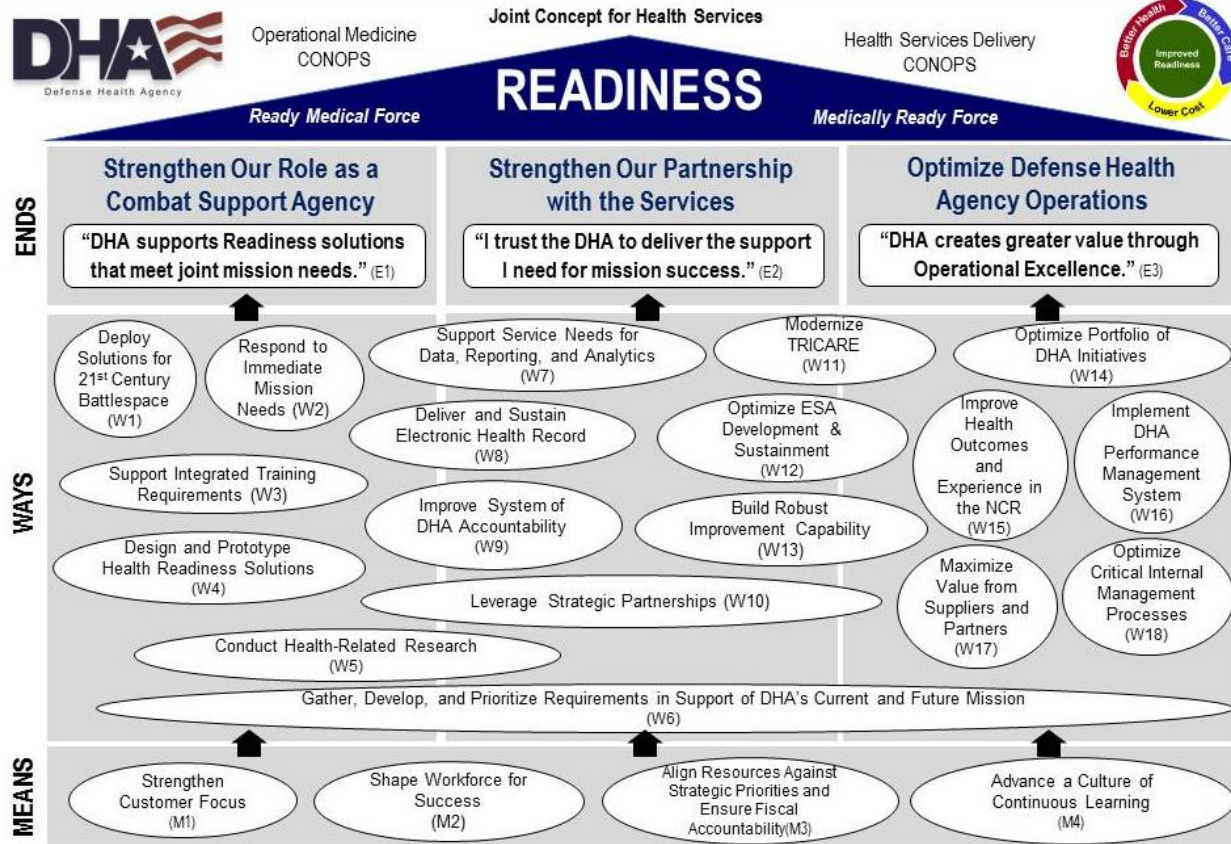 Joint Concept for Health Services
DHA
Defense Health Agency
Operational Medicine
CONOPS
Health Services Delivery
CONOPS
Better Health
Better Care
Lower Cost
Improved
Readiness
READINESS
Ready Medical Force
Medically Ready Force
ENDS
Strengthen Our Role as a
Combat Support Agency
"DHA supports Readiness solutions
that meet joint mission needs." (E1)
Strengthen Our Partnership
with the Services
"I trust the DHA to deliver the support
I need for mission success." (E2)
Optimize Defense Health
Agency Operations
"DHA creates greater value through
Operational Excellence." (E3)
WAYS
Deploy
Solutions for
21st Century
Battlespace
(W1)
Respond to
Immediate
Mission
Needs (W2)
Support Integrated Training
Requirements (W3)
Design and Prototype
Health Readiness Solutions
(W4)
Conduct Health-Related Research
(W5)
Gather, Develop, and Prioritize Requirements in Support of DHA's Current and Future Mission
(W6)
Support Service Needs for
Data, Reporting, and Analytics
(W7)
Deliver and Sustain
Electronic Health Record
(W8)
Improve System of
DHA Accountability
(W9)
Leverage Strategic Partnerships (W10)
Modernize
TRICARE
(W11)
Optimize ESA
Development &
Sustainment
(W12)
Build Robust
Improvement Capability
(W13)
Optimize Portfolio of
DHA Initiatives
(W14)
Improve
Health
Outcomes
and
Experience in
the NCR
(W15)
Implement
DHA
Performance
Management
System
(W16)
Maximize
Value from
Suppliers and
Partners
(W17)
Optimize
Critical Internal
Management
Processes
(W18)
MEANS
Strengthen
Customer Focus
(M1)
Shape Workforce for
Success
(M2)
Align Resources Against
Strategic Priorities and
Ensure Fiscal
Accountability(M3)
Advance a Culture of
Continuous Learning
(M4)